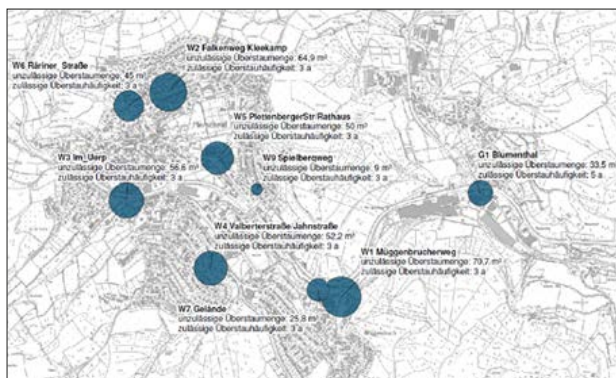 W2 Falkenweg Kleekamp
unzulässige Überstaumenge: 64,9 m³
zulässige Überstauhäufigkeit: 3 a
W6 Räriner_Straße
unzulässige Überstaumenge: 45 m³
zulässige Überstauhäufigkeit: 3 a
W5 PlettenbergerStr Rathaus
unzulässige Überstaumenge: 50 m³
zulässige Überstauhäufigkeit: 3 a
W3 Im_Uerp
unzulässige Überstaumenge: 56,6 m³
zulässige Überstauhäufigkeit: 3 a
W9 Spielbergweg
unzulässige Überstaumenge: 9 m³
zulässige Überstauhäufigkeit: 3 a
G1 Blumenthal
unzulässige Überstaumenge: 33,5 m
zulässige Überstauhäufigkeit: 5 a
W4 Valberterstraße Jahnstraße
unzulässige Überstaumenge: 52,2 m³
zulässige Überstauhäufigkeit: 3 a
W1 Müggenbrucherweg
unzulässige Überstaumenge: 79,7 m³
zulässige Überstauhäufigkeit: 3 a
W7 Gelände
unzulässige Überstaumenge: 25,8 m³
zulässige Überstauhäufigkeit: 3 a